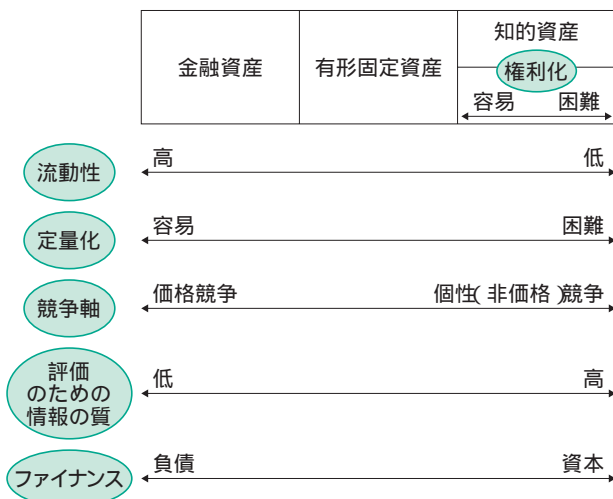 知的資産
金融資産 有形固定資産 権利化
容易 困難
流動性 高 低
定量化 容易 困難
競争軸 価格競争 個性(非価格)競争
評価
のための
情報の質
低 高
ファイナンス 負債 資本